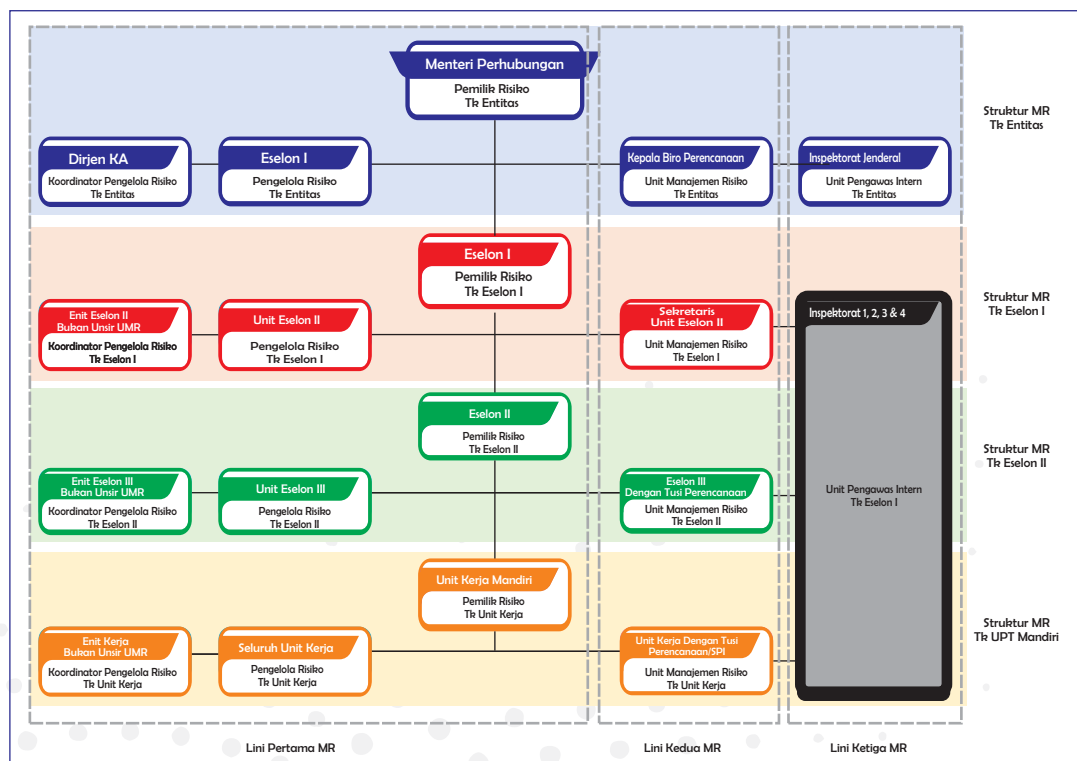 Menteri Perhubungan
Pemilik Risiko
Tk Entitas
Struktur MR
Tk Entitas
Dirjen KA
Koordinator Pengelola Risiko
Tk Entitas
Eselon I
Pengelola Risiko
Tk Entitas
Kepala Biro Perencanaan
Unit Manajemen Risiko
Tk Entitas
Inspektorat Jenderal
Unit Pengawas Intern
Tk Entitas
Eselon I
Pemilik Risiko
Tk Eselon I
Struktur MR
Tk Eselon I
Enit Eselon II
Bukan Unsir UMR
Koordinator Pengelola Risiko
Tk Eselon I
Unit Eselon II
Pengelola Risiko
Tk Eselon I
Sekretaris
Unit Eselon II
Unit Manajemen Risiko
Tk Eselon I
Inspektorat 1, 2, 3 & 4
Unit Pengawas Intern
Tk Eselon I
Eselon II
Pemilik Risiko
Tk Eselon II
Struktur MR
Tk Eselon II
Enit Eselon III
Bukan Unsir UMR
Koordinator Pengelola Risiko
Tk Eselon II
Unit Eselon III
Pengelola Risiko
Tk Eselon II
Eselon III
Dengan Tusi Perencanaan
Unit Manajemen Risiko
Tk Eselon II
Unit Kerja Mandiri
Pemilik Risiko
Tk Unit Kerja
Struktur MR
Tk UPT Mandiri
Enit Kerja
Bukan Unsir UMR
Koordinator Pengelola Risiko
Tk Unit Kerja
Seluruh Unit Kerja
Pengelola Risiko
Tk Unit Kerja
Unit Kerja Dengan Tusi
Perencanaan/SPI
Unit Manajemen Risiko
Tk Unit Kerja
Lini Pertama MR
Lini Kedua MR
Lini Ketiga MR